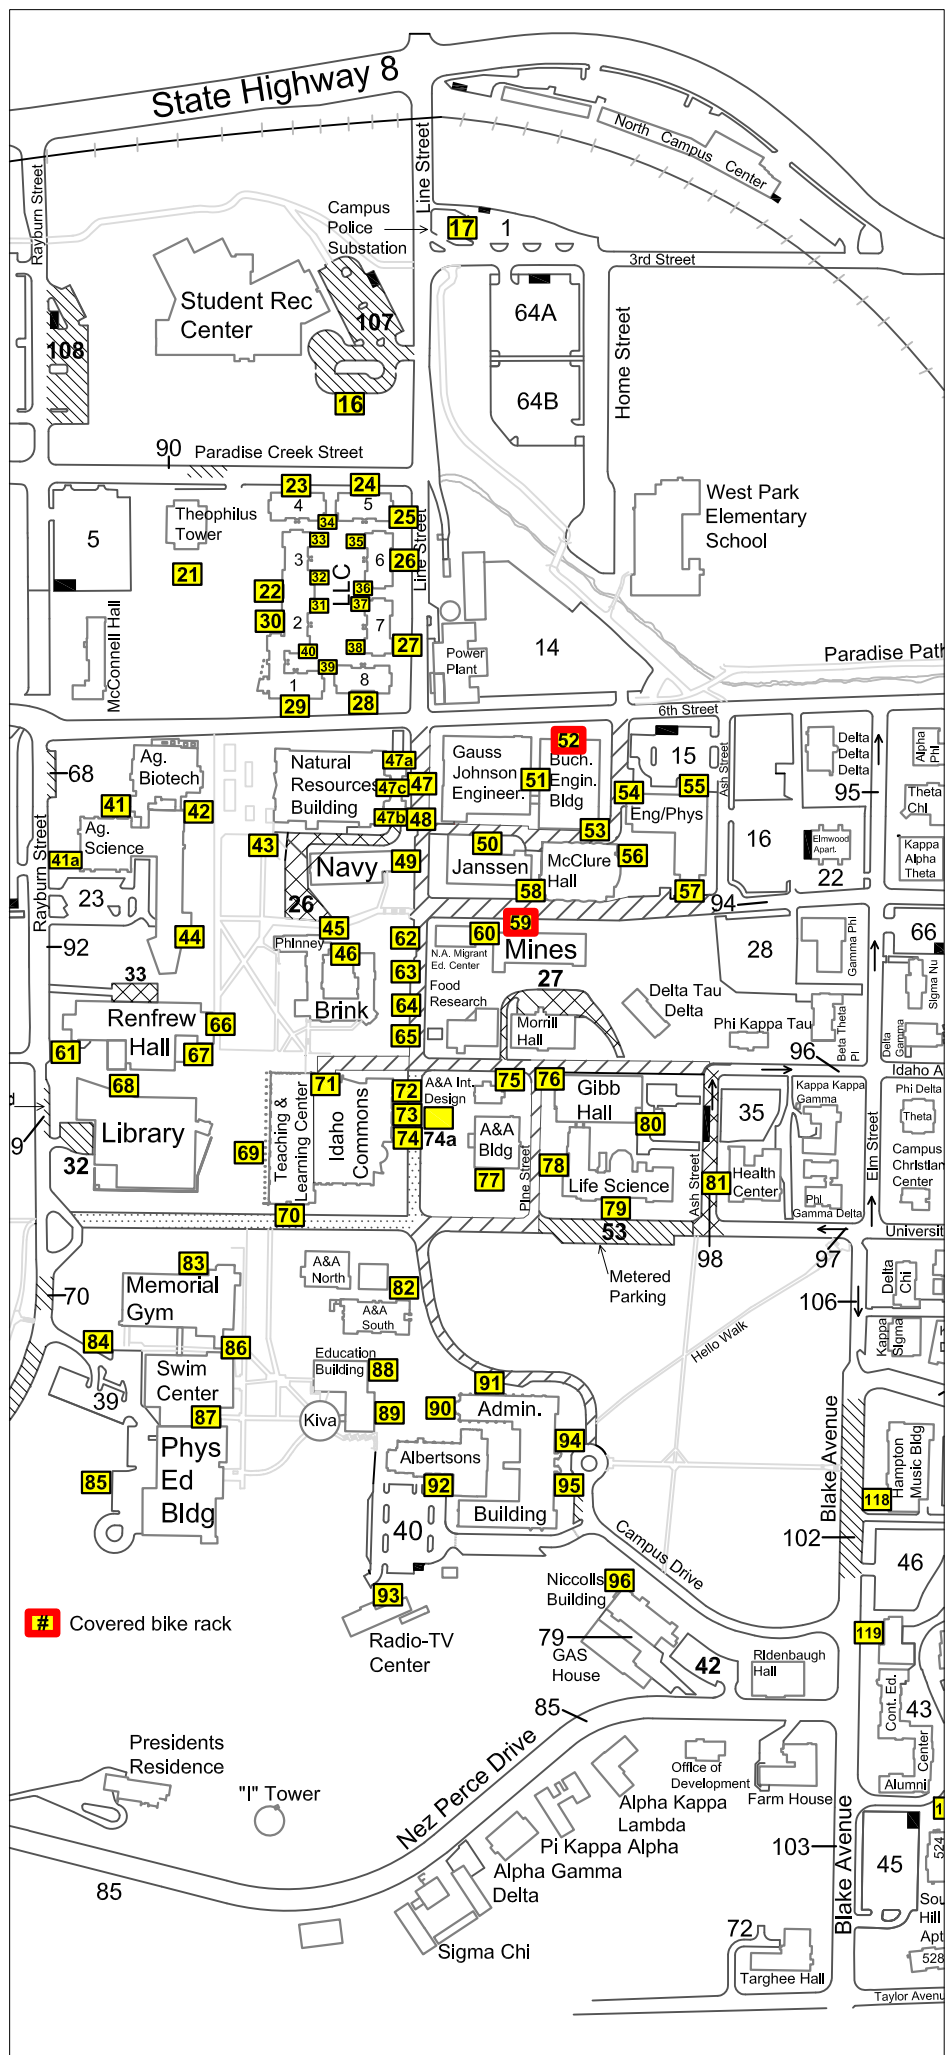 State Highway 8
North Campus Center
Rayburn Street
Line Street
Campus
Police
Substation
17
1
3rd Street
Student Rec
Center
107
108
64A
64B
Home Street
16
90
Paradise Creek Street
23
24
4
5
34
25
33
35
3
6
26
Line Street
32
LLC
22
36
31
37
30
2
7
40
38
27
39
1
8
29
28
5
Theophilus
Tower
21
McConnell Hall
West Park
Elementary
School
Power
Plant
14
Paradise Path
6th Street
68
Ag.
Biotech
41
42
Ag.
Science
41a
Rayburn Street
23
92
44
43
Natural
Resources
Building
47a
47c
47
47b
48
Navy
49
26
45
Phinney
46
Brink
Gauss
Johnson
Engineer.
52
Buch.
Engin.
Bldg
51
53
50
Janssen
McClure
Hall
58
15
54
55
Eng/Phys
56
57
Ash Street
16
94
Delta
Delta
Delta
95
Elmwood
Apart.
22
Alpha
Phi
Theta
Chi
Kappa
Alpha
Theta
62
63
64
65
60
59
Mines
N.A. Migrant
Ed. Center
Food
Research
27
Morrill
Hall
Delta Tau
Delta
28
Gamma Phi
66
Sigma Nu
Phi Kappa Tau
Beta Theta
Pi
Delta
Gamma
96
33
Renfrew
Hall
66
61
67
68
Library
32
9
69
Teaching &
Learning Center
71
Idaho
Commons
72
73
74
74a
70
A&A Int.
Design
75
A&A
Bldg
77
Pine Street
76
Gibb
Hall
80
78
Life Science
79
53
Ash Street
81
98
Metered
Parking
35
Health
Center
Kappa Kappa
Gamma
Phi
Gamma Delta
Idaho A
Phi Delta
Theta
Campus
Christian
Center
Elm Street
97
Universit
83
Memorial
Gym
70
84
39
86
Swim
Center
87
Phys
Ed
Bldg
85
A&A
North
82
A&A
South
Education
Building
88
Kiva
89
90
91
Admin.
94
95
Albertsons
92
Building
40
93
Radio-TV
Center
Hello Walk
106
Delta
Chi
Kappa
Sigma
Hampton
Music Bldg
118
102
Blake Avenue
46
Campus Drive
Niccolls
Building
96
79
GAS
House
42
Ridenbaugh
Hall
119
Cont. Ed.
Center
43
Alumni
# Covered bike rack
85
Nez Perce Drive
Presidents
Residence
"I" Tower
85
Office of
Development
Farm House
Alpha Kappa
Lambda
Pi Kappa Alpha
Alpha Gamma
Delta
Sigma Chi
103
Blake Avenue
45
1
524
Sou
Hill
Apt
528
72
Targhee Hall
Taylor Avenu